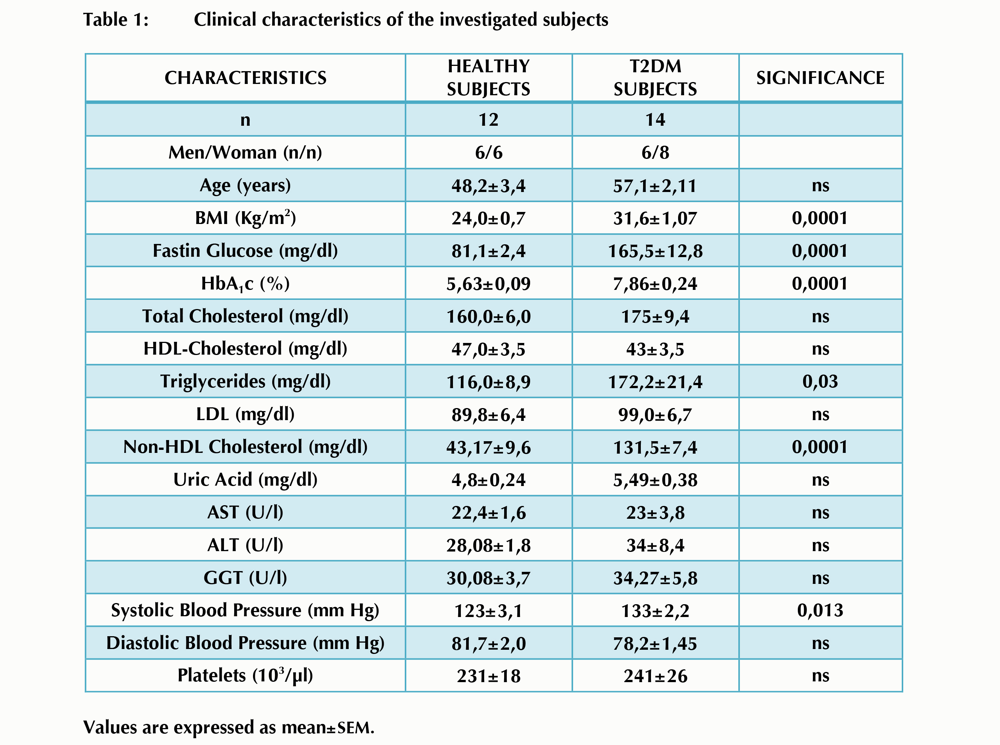 Table 1: Clinical characteristics of the investigated subjects
CHARACTERISTICS HEALTHY SUBJECTS T2DM SUBJECTS SIGNIFICANCE
n 12 14
Men/Woman (n/n) 6/6 6/8
Age (years) 48,2±3,4 57,1±2,11 ns
BMI (Kg/m²) 24,0±0,7 31,6±1,07 0,0001
Fastin Glucose (mg/dl) 81,1±2,4 165,5±12,8 0,0001
HbA₁c (%) 5,63±0,09 7,86±0,24 0,0001
Total Cholesterol (mg/dl) 160,0±6,0 175±9,4 ns
HDL-Cholesterol (mg/dl) 47,0±3,5 43±3,5 ns
Triglycerides (mg/dl) 116,0±8,9 172,2±21,4 0,03
LDL (mg/dl) 89,8±6,4 99,0±6,7 ns
Non-HDL Cholesterol (mg/dl) 43,17±9,6 131,5±7,4 0,0001
Uric Acid (mg/dl) 4,8±0,24 5,49±0,38 ns
AST (U/l) 22,4±1,6 23±3,8 ns
ALT (U/l) 28,08±1,8 34±8,4 ns
GGT (U/l) 30,08±3,7 34,27±5,8 ns
Systolic Blood Pressure (mm Hg) 123±3,1 133±2,2 0,013
Diastolic Blood Pressure (mm Hg) 81,7±2,0 78,2±1,45 ns
Platelets (10³/µl) 231±18 241±26 ns
Values are expressed as mean±SEM.